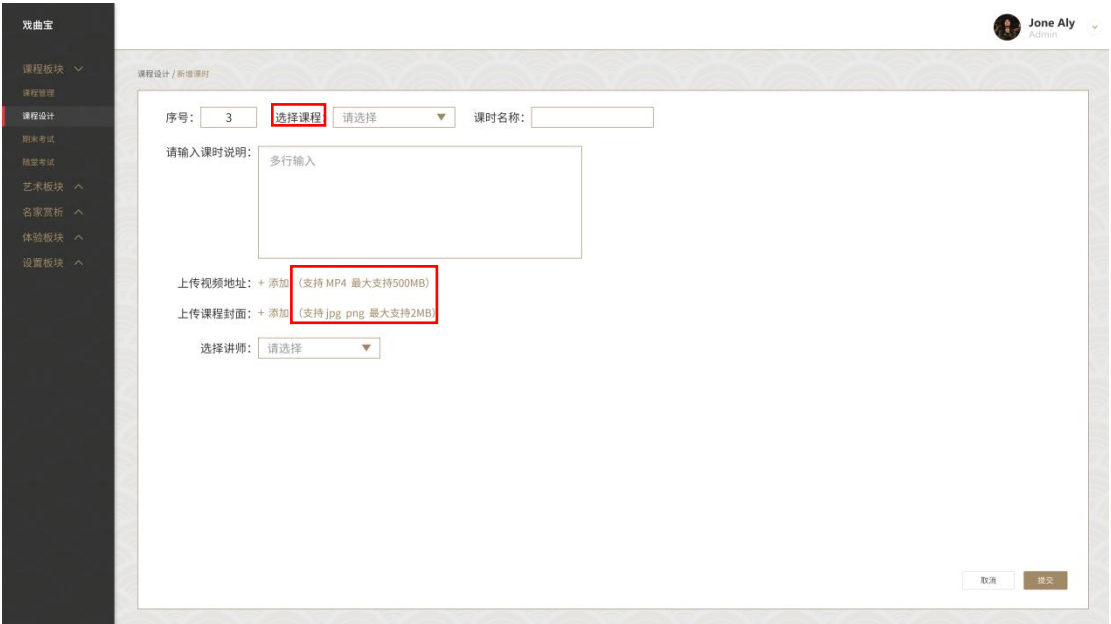 戏曲宝
Jone Aly
Admin
课程板块
课程管理
课程设计
期末考试
随堂考试
艺术板块
名家赏析
体验板块
设置板块
课程设计 / 新增课时
序号： 3 选择课程： 请选择 课时名称：
请输入课时说明： 多行输入
上传视频地址： + 添加 （支持 MP4 最大支持500MB）
上传课程封面： + 添加 （支持 jpg png 最大支持2MB）
选择讲师： 请选择
取消 提交